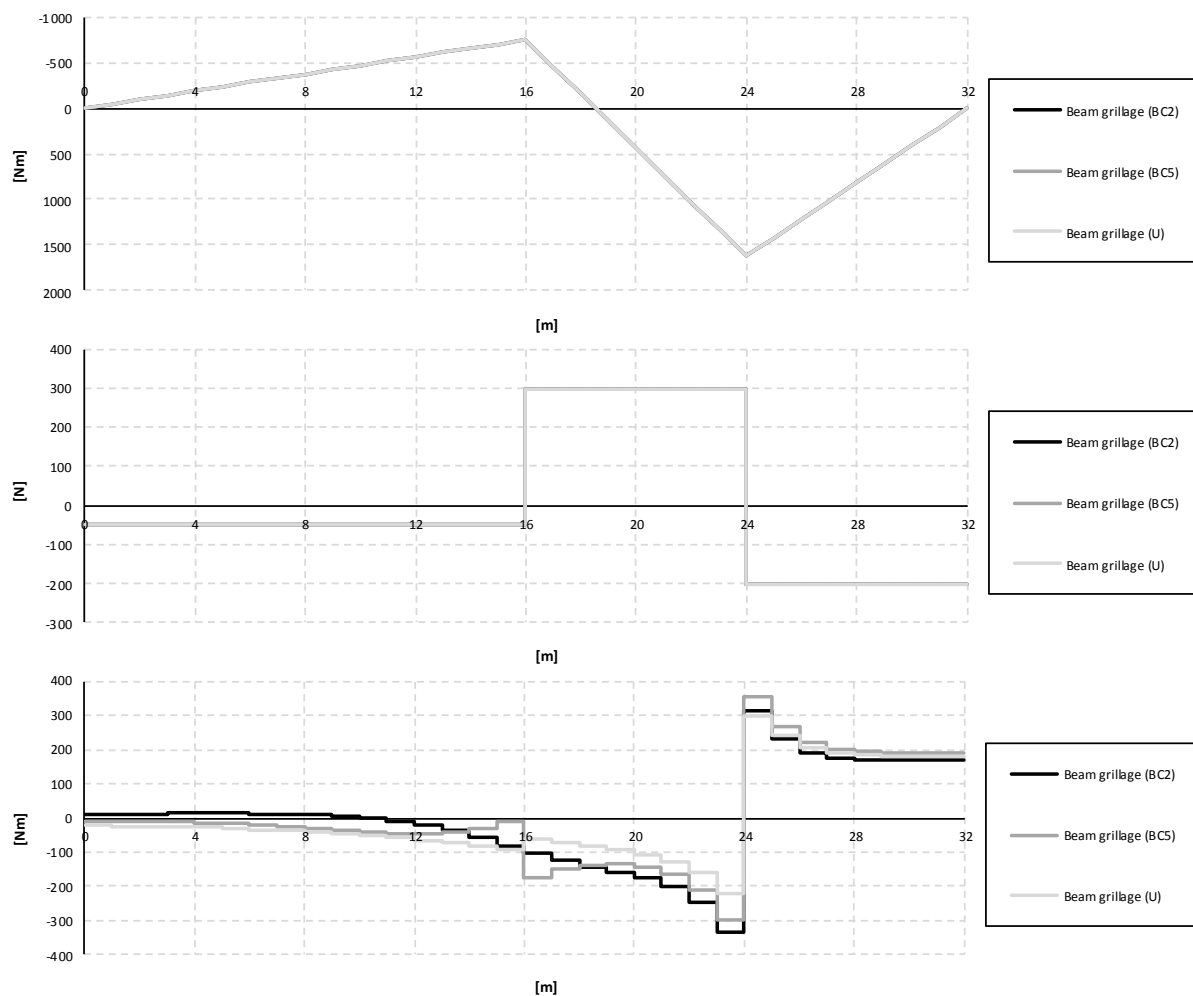 -1000
-500
0
500
1000
1500
2000
[Nm]
0 4 8 12 16 20 24 28 32
[m]
Beam grillage (BC2)
Beam grillage (BC5)
Beam grillage (U)
400
300
200
100
0
-100
-200
-300
[N]
0 4 8 12 16 20 24 28 32
[m]
Beam grillage (BC2)
Beam grillage (BC5)
Beam grillage (U)
400
300
200
100
0
-100
-200
-300
-400
[Nm]
0 4 8 12 16 20 24 28 32
[m]
Beam grillage (BC2)
Beam grillage (BC5)
Beam grillage (U)